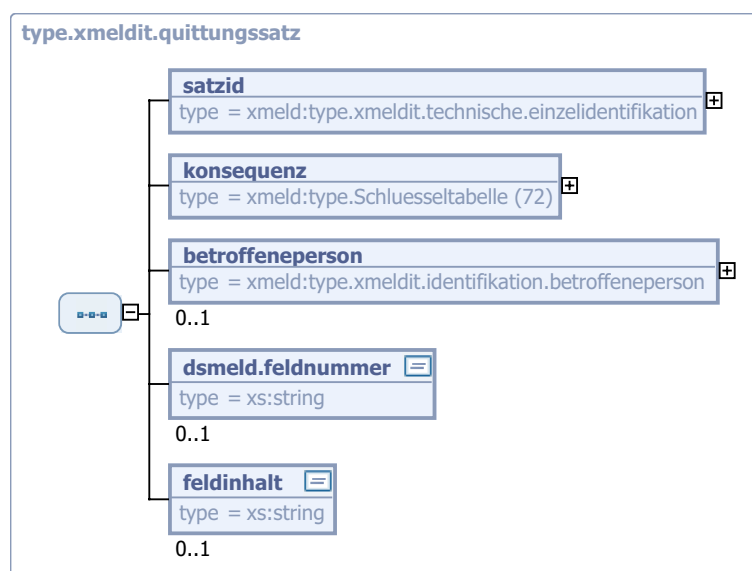 type.xmeldit.quittungssatz
satzid
type = xmeld:type.xmeldit.technische.einzelidentifikation
konsequenz
type = xmeld:type.Schluesseltabelle (72)
betroffeneperson
type = xmeld:type.xmeldit.identifikation.betroffeneperson
0..1
dsmeld.feldnummer
type = xs:string
0..1
feldinhalt
type = xs:string
0..1